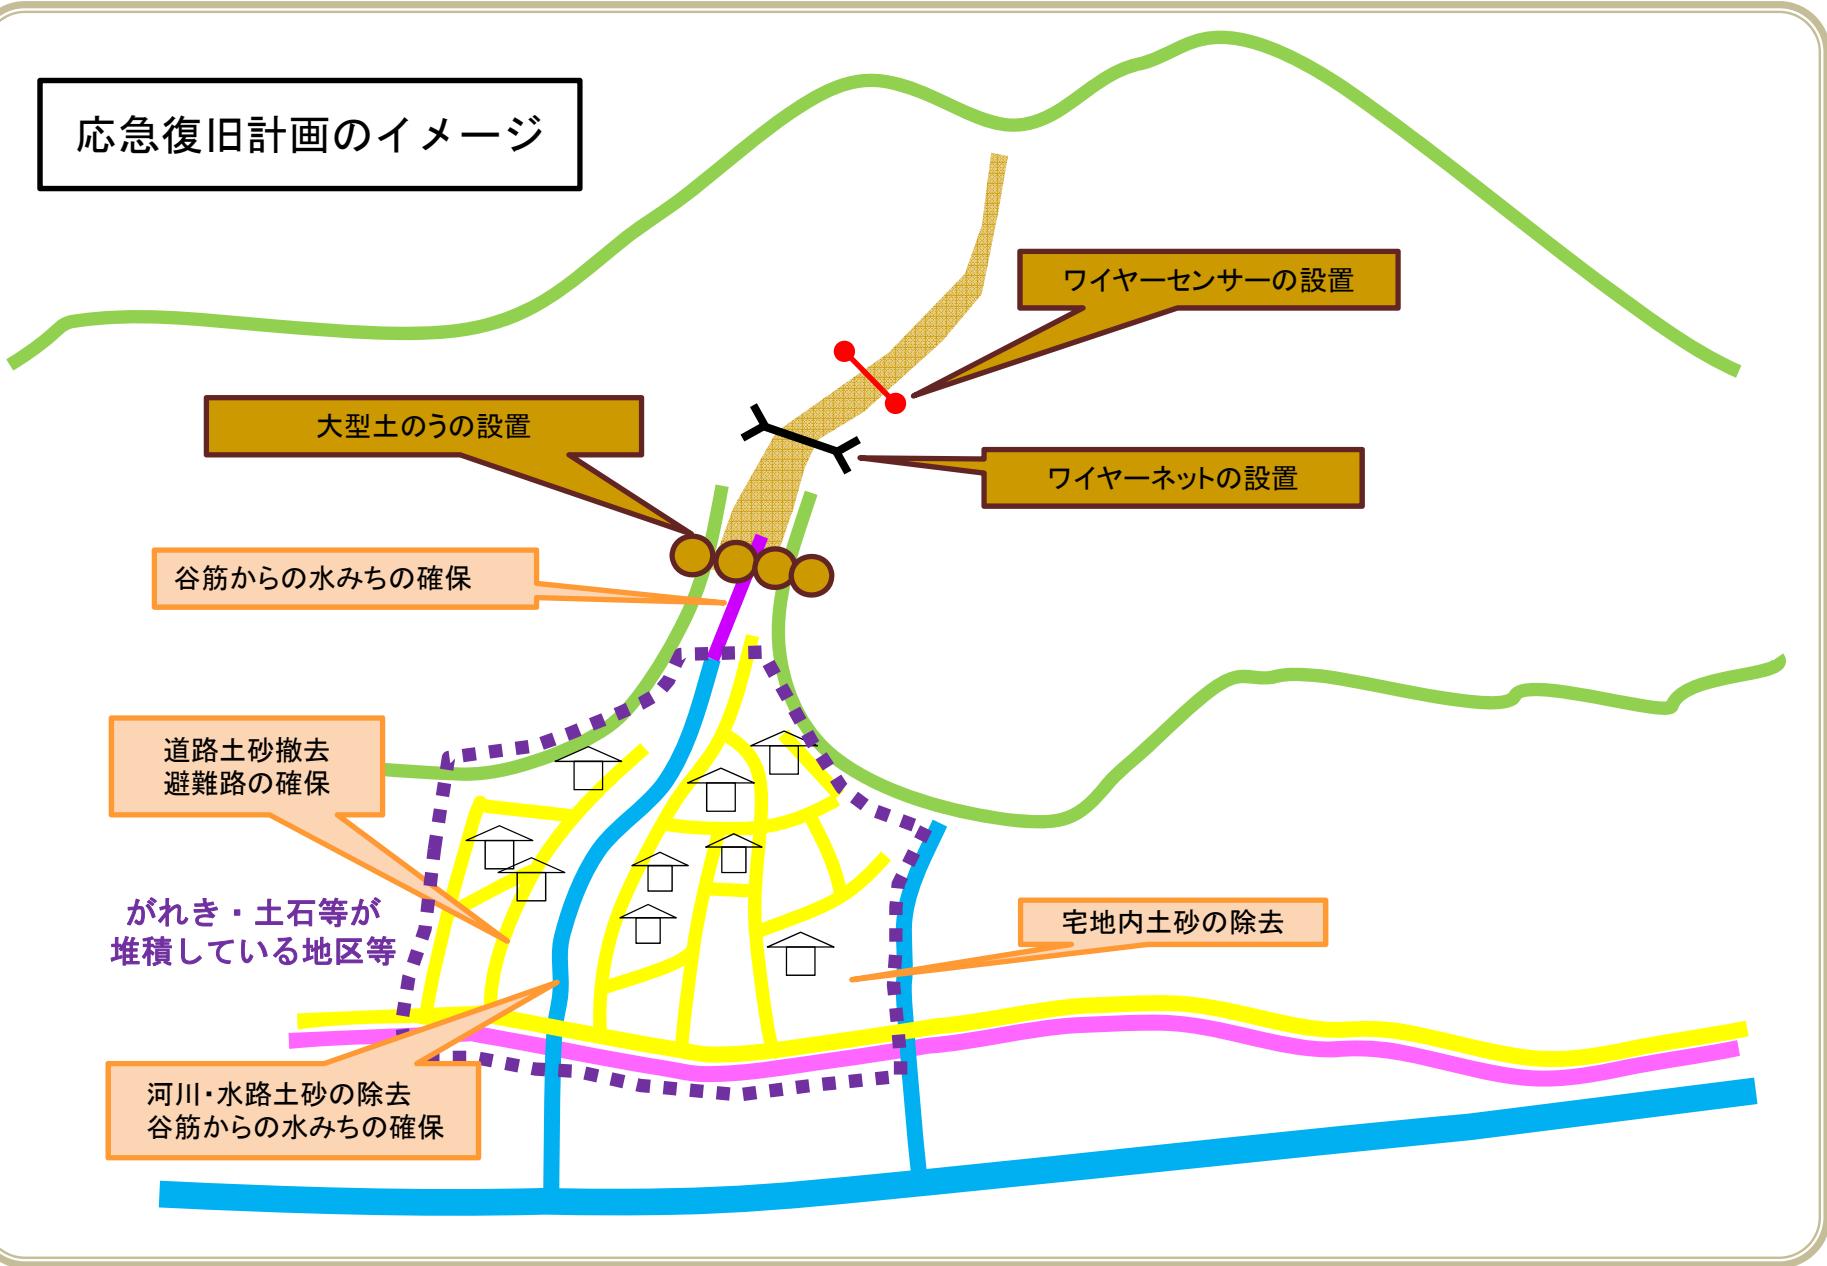 応急復旧計画のイメージ
ワイヤーセンサーの設置
大型土のうの設置
ワイヤーネットの設置
谷筋からの水みちの確保
道路土砂撤去
避難路の確保
がれき・土石等が
堆積している地区等
宅地内土砂の除去
河川・水路土砂の除去
谷筋からの水みちの確保